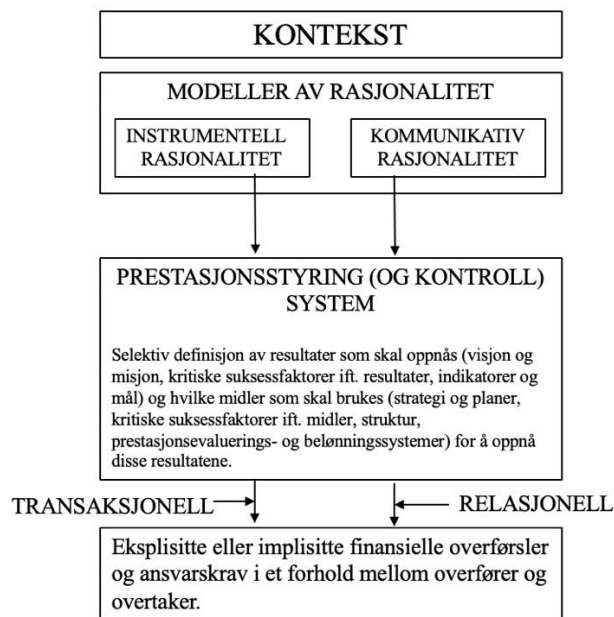 KONTEKST
MODELLER AV RASJONALITET
INSTRUMENTELL
RASJONALITET
KOMMUNIKATIV
RASJONALITET
PRESTASJONSSTYRING (OG KONTROLL)
SYSTEM
Selektiv definisjon av resultater som skal oppnås (visjon og
misjon, kritiske suksessfaktorer ift. resultater, indikatorer og
mål) og hvilke midler som skal brukes (strategi og planer,
kritiske suksessfaktorer ift. midler, struktur,
prestasjonsevaluerings- og belønningssystemer) for å oppnå
disse resultatene.
TRANSAKSJONELL
RELASJONELL
Eksplisitte eller implisitte finansielle overførsler
og ansvarskrav i et forhold mellom overfører og
overtaker.